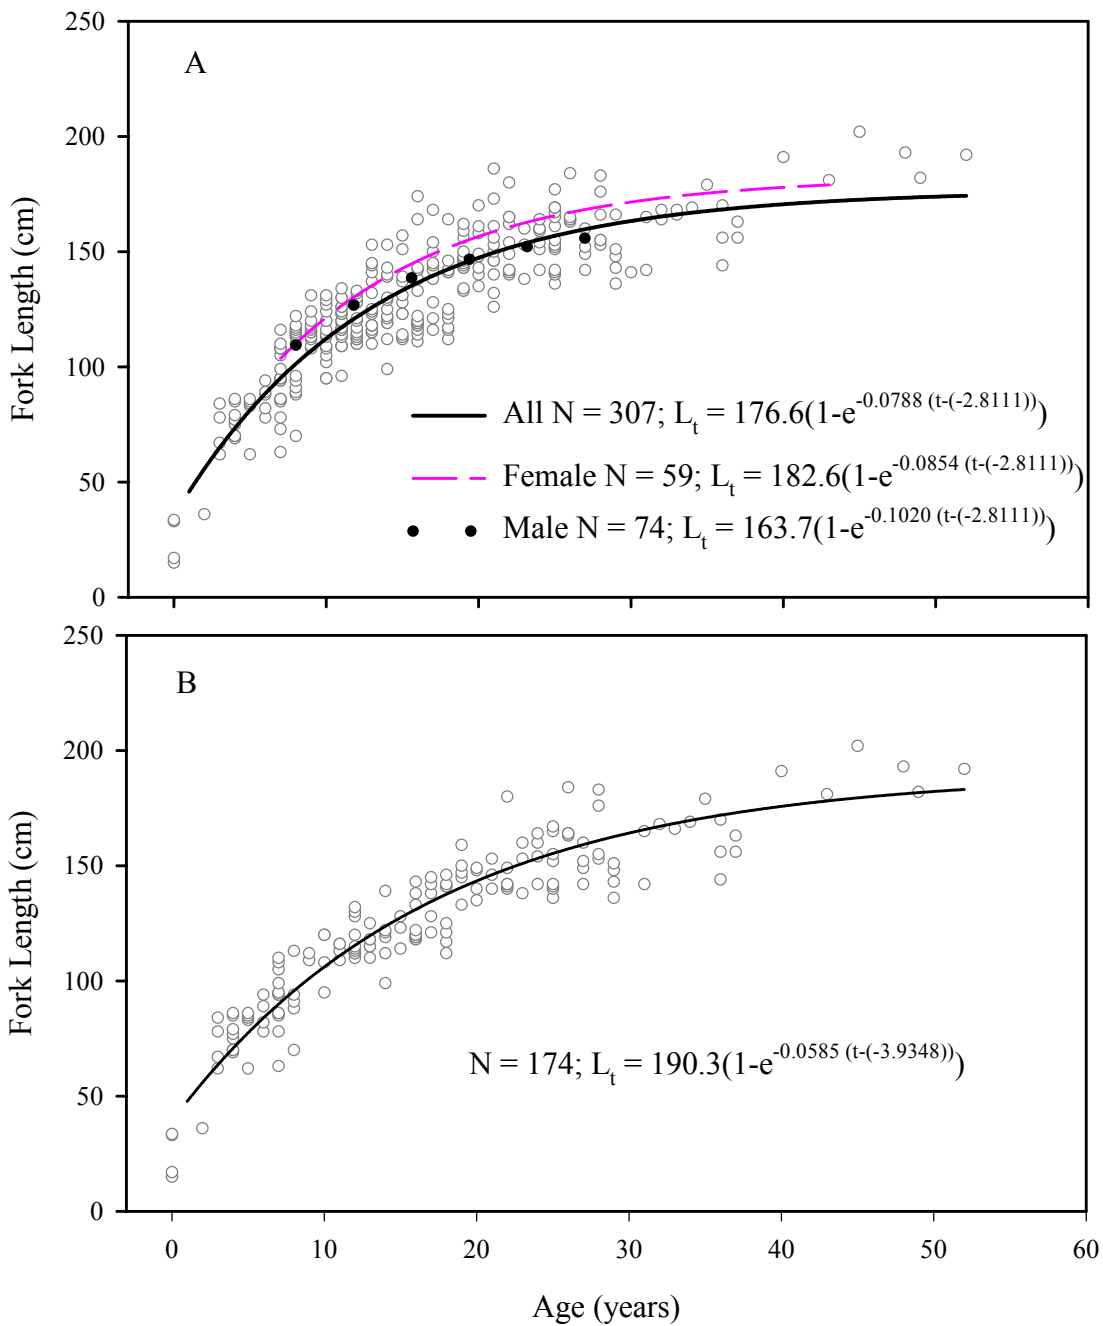 250
A
200
150
100
50
0
Fork Length (cm)
All N = 307; Lt = 176.6(1-e-0.0788 (t-(-2.8111)))
Female N = 59; Lt = 182.6(1-e-0.0854 (t-(-2.8111)))
Male N = 74; Lt = 163.7(1-e-0.1020 (t-(-2.8111)))
250
B
200
150
100
50
0
Fork Length (cm)
N = 174; Lt = 190.3(1-e-0.0585 (t-(-3.9348)))
0 10 20 30 40 50 60
Age (years)